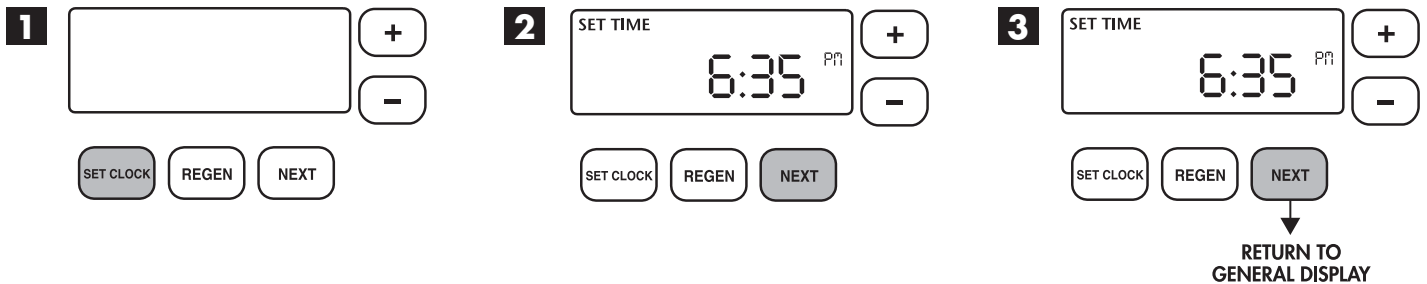 1
+
-
SET CLOCK REGEN NEXT
2
SET TIME
6:35 PM
+
-
SET CLOCK REGEN NEXT
3
SET TIME
6:35 PM
+
-
SET CLOCK REGEN NEXT
RETURN TO
GENERAL DISPLAY